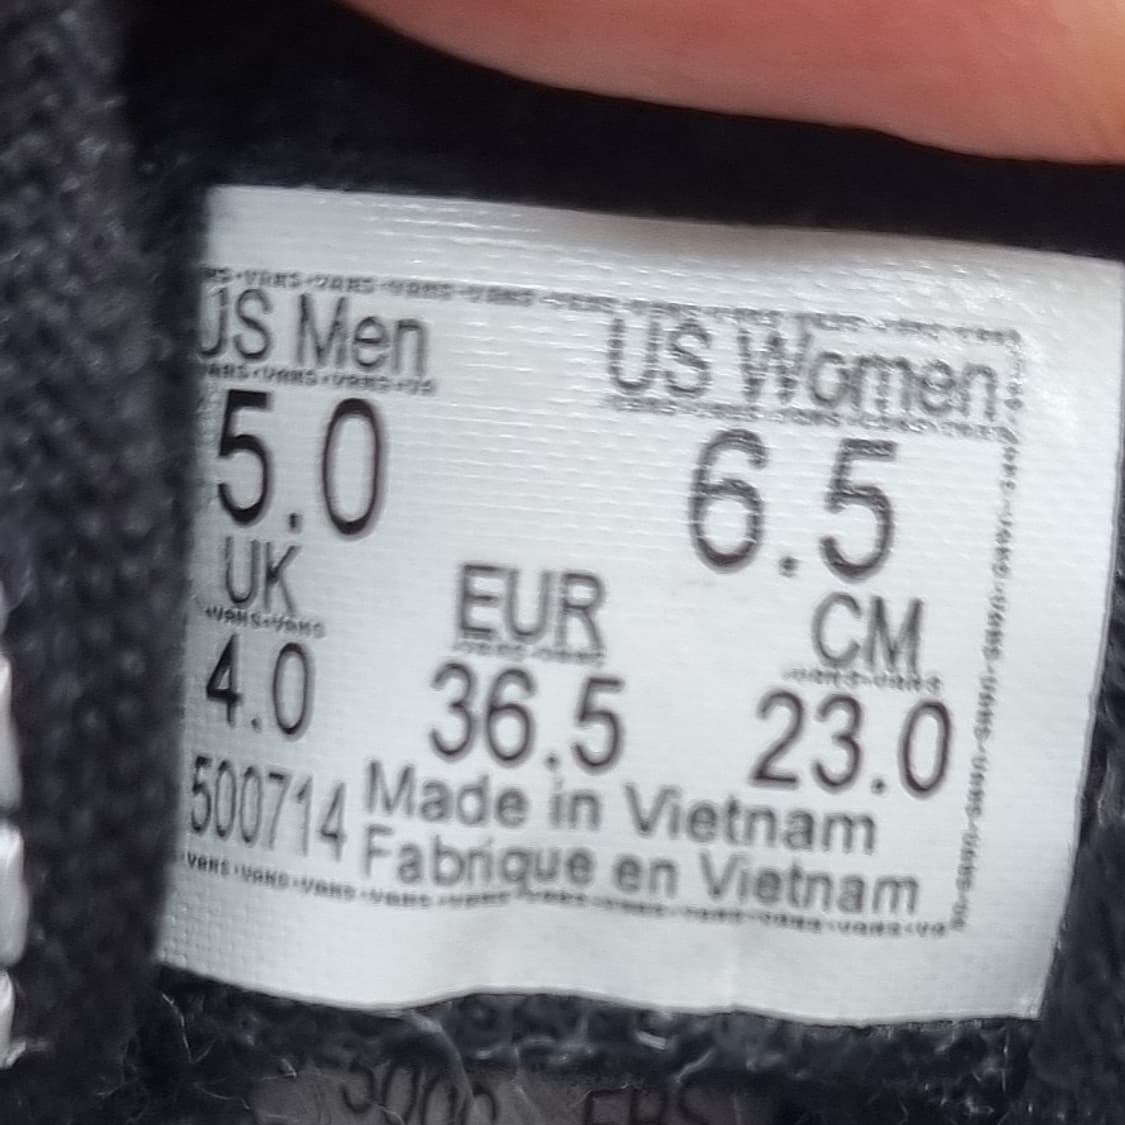 US Men US Women
5.0 6.5
UK EUR CM
4.0 36.5 23.0
500714 Made in Vietnam
Fabrique en Vietnam